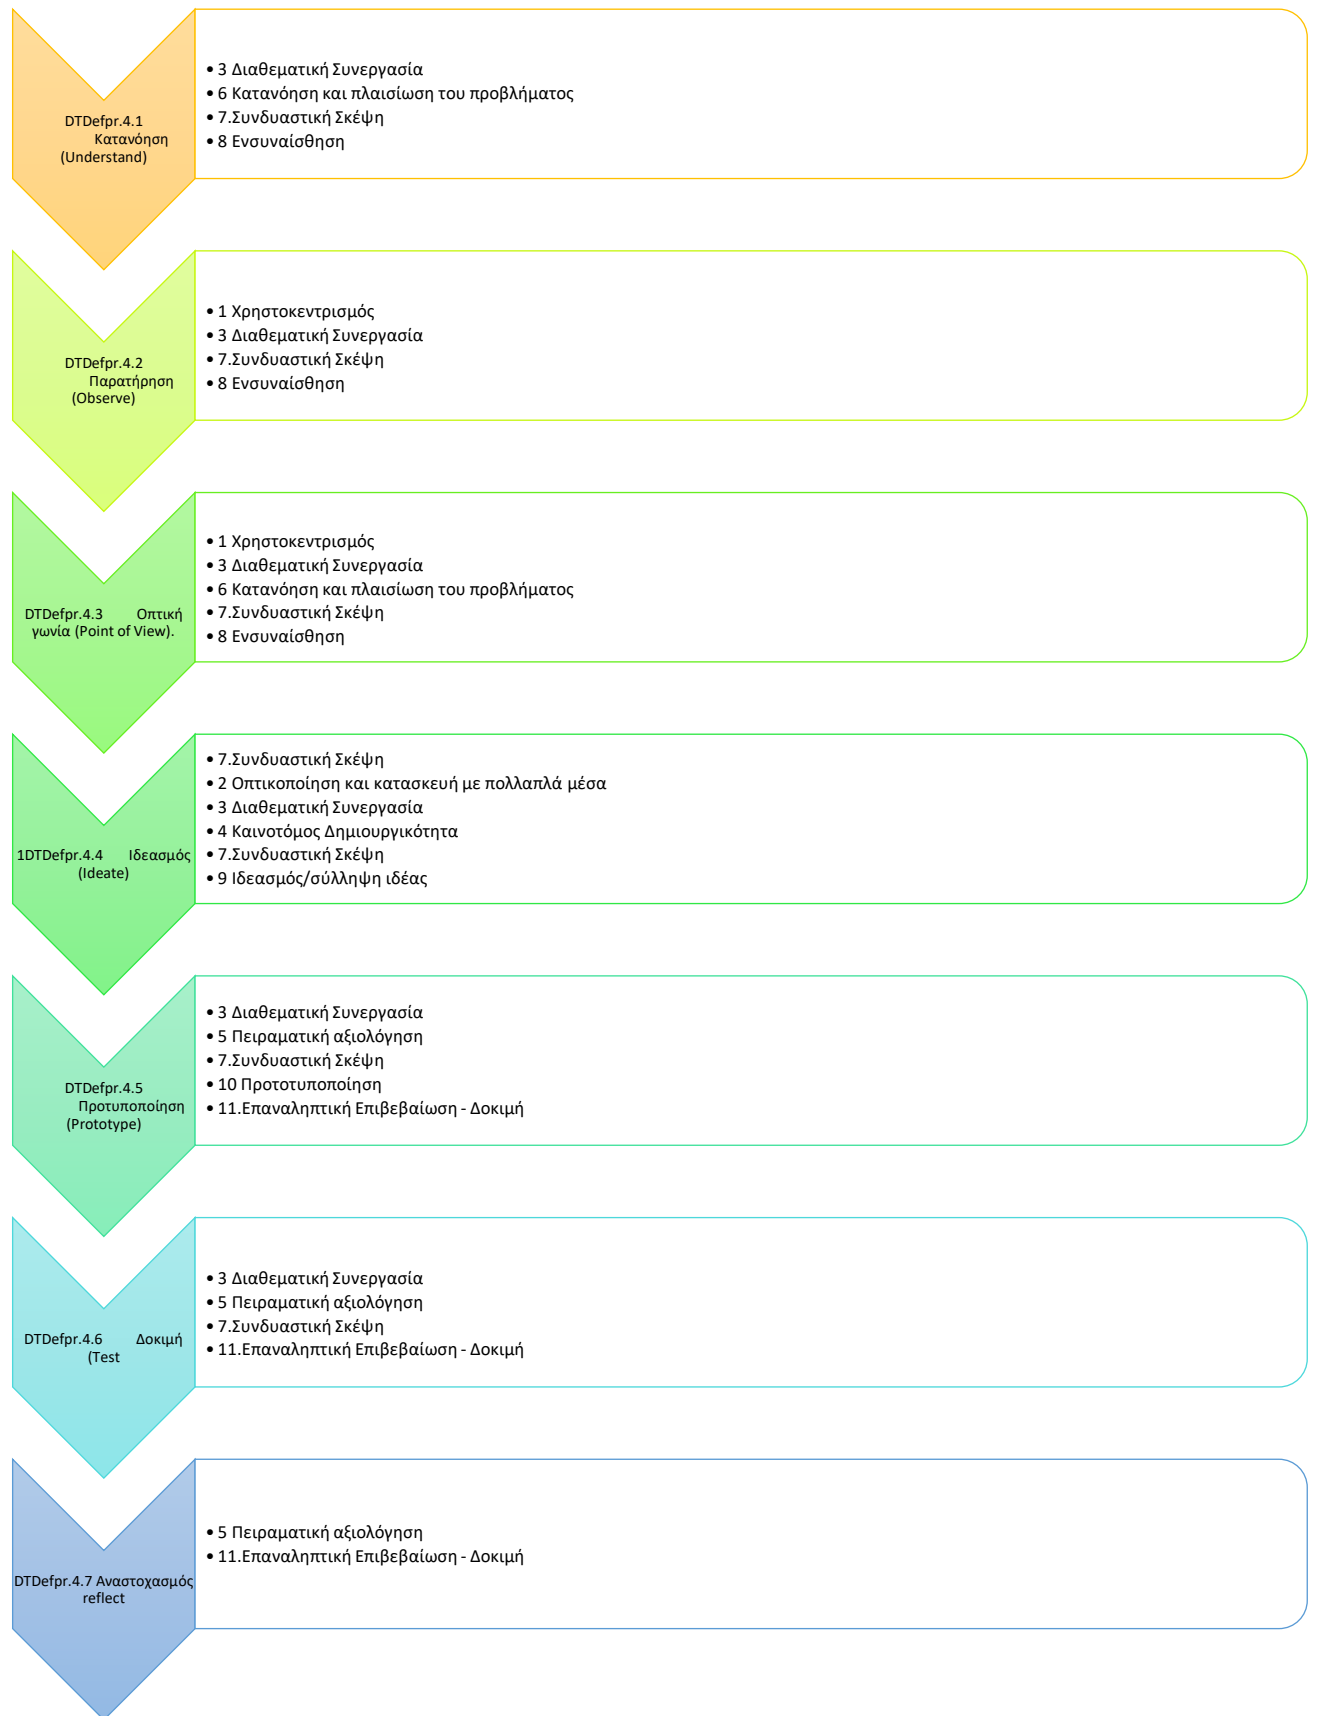 DTDefpr.4.1
Κατανόηση
(Understand)
• 3 Διαθεματική Συνεργασία
• 6 Κατανόηση και πλαισίωση του προβλήματος
• 7.Συνδυαστική Σκέψη
• 8 Ενσυναίσθηση
DTDefpr.4.2
Παρατήρηση
(Observe)
• 1 Χρηστοκεντρισμός
• 3 Διαθεματική Συνεργασία
• 7.Συνδυαστική Σκέψη
• 8 Ενσυναίσθηση
DTDefpr.4.3 Οπτική
γωνία (Point of View).
• 1 Χρηστοκεντρισμός
• 3 Διαθεματική Συνεργασία
• 6 Κατανόηση και πλαισίωση του προβλήματος
• 7.Συνδυαστική Σκέψη
• 8 Ενσυναίσθηση
1DTDefpr.4.4 Ιδεασμός
(Ideate)
• 7.Συνδυαστική Σκέψη
• 2 Οπτικοποίηση και κατασκευή με πολλαπλά μέσα
• 3 Διαθεματική Συνεργασία
• 4 Καινοτόμος Δημιουργικότητα
• 7.Συνδυαστική Σκέψη
• 9 Ιδεασμός/σύλληψη ιδέας
DTDefpr.4.5
Προτυποποίηση
(Prototype)
• 3 Διαθεματική Συνεργασία
• 5 Πειραματική αξιολόγηση
• 7.Συνδυαστική Σκέψη
• 10 Προτοτυποποίηση
• 11.Επαναληπτική Επιβεβαίωση - Δοκιμή
DTDefpr.4.6 Δοκιμή
(Test
• 3 Διαθεματική Συνεργασία
• 5 Πειραματική αξιολόγηση
• 7.Συνδυαστική Σκέψη
• 11.Επαναληπτική Επιβεβαίωση - Δοκιμή
DTDefpr.4.7 Αναστοχασμός
reflect
• 5 Πειραματική αξιολόγηση
• 11.Επαναληπτική Επιβεβαίωση - Δοκιμή